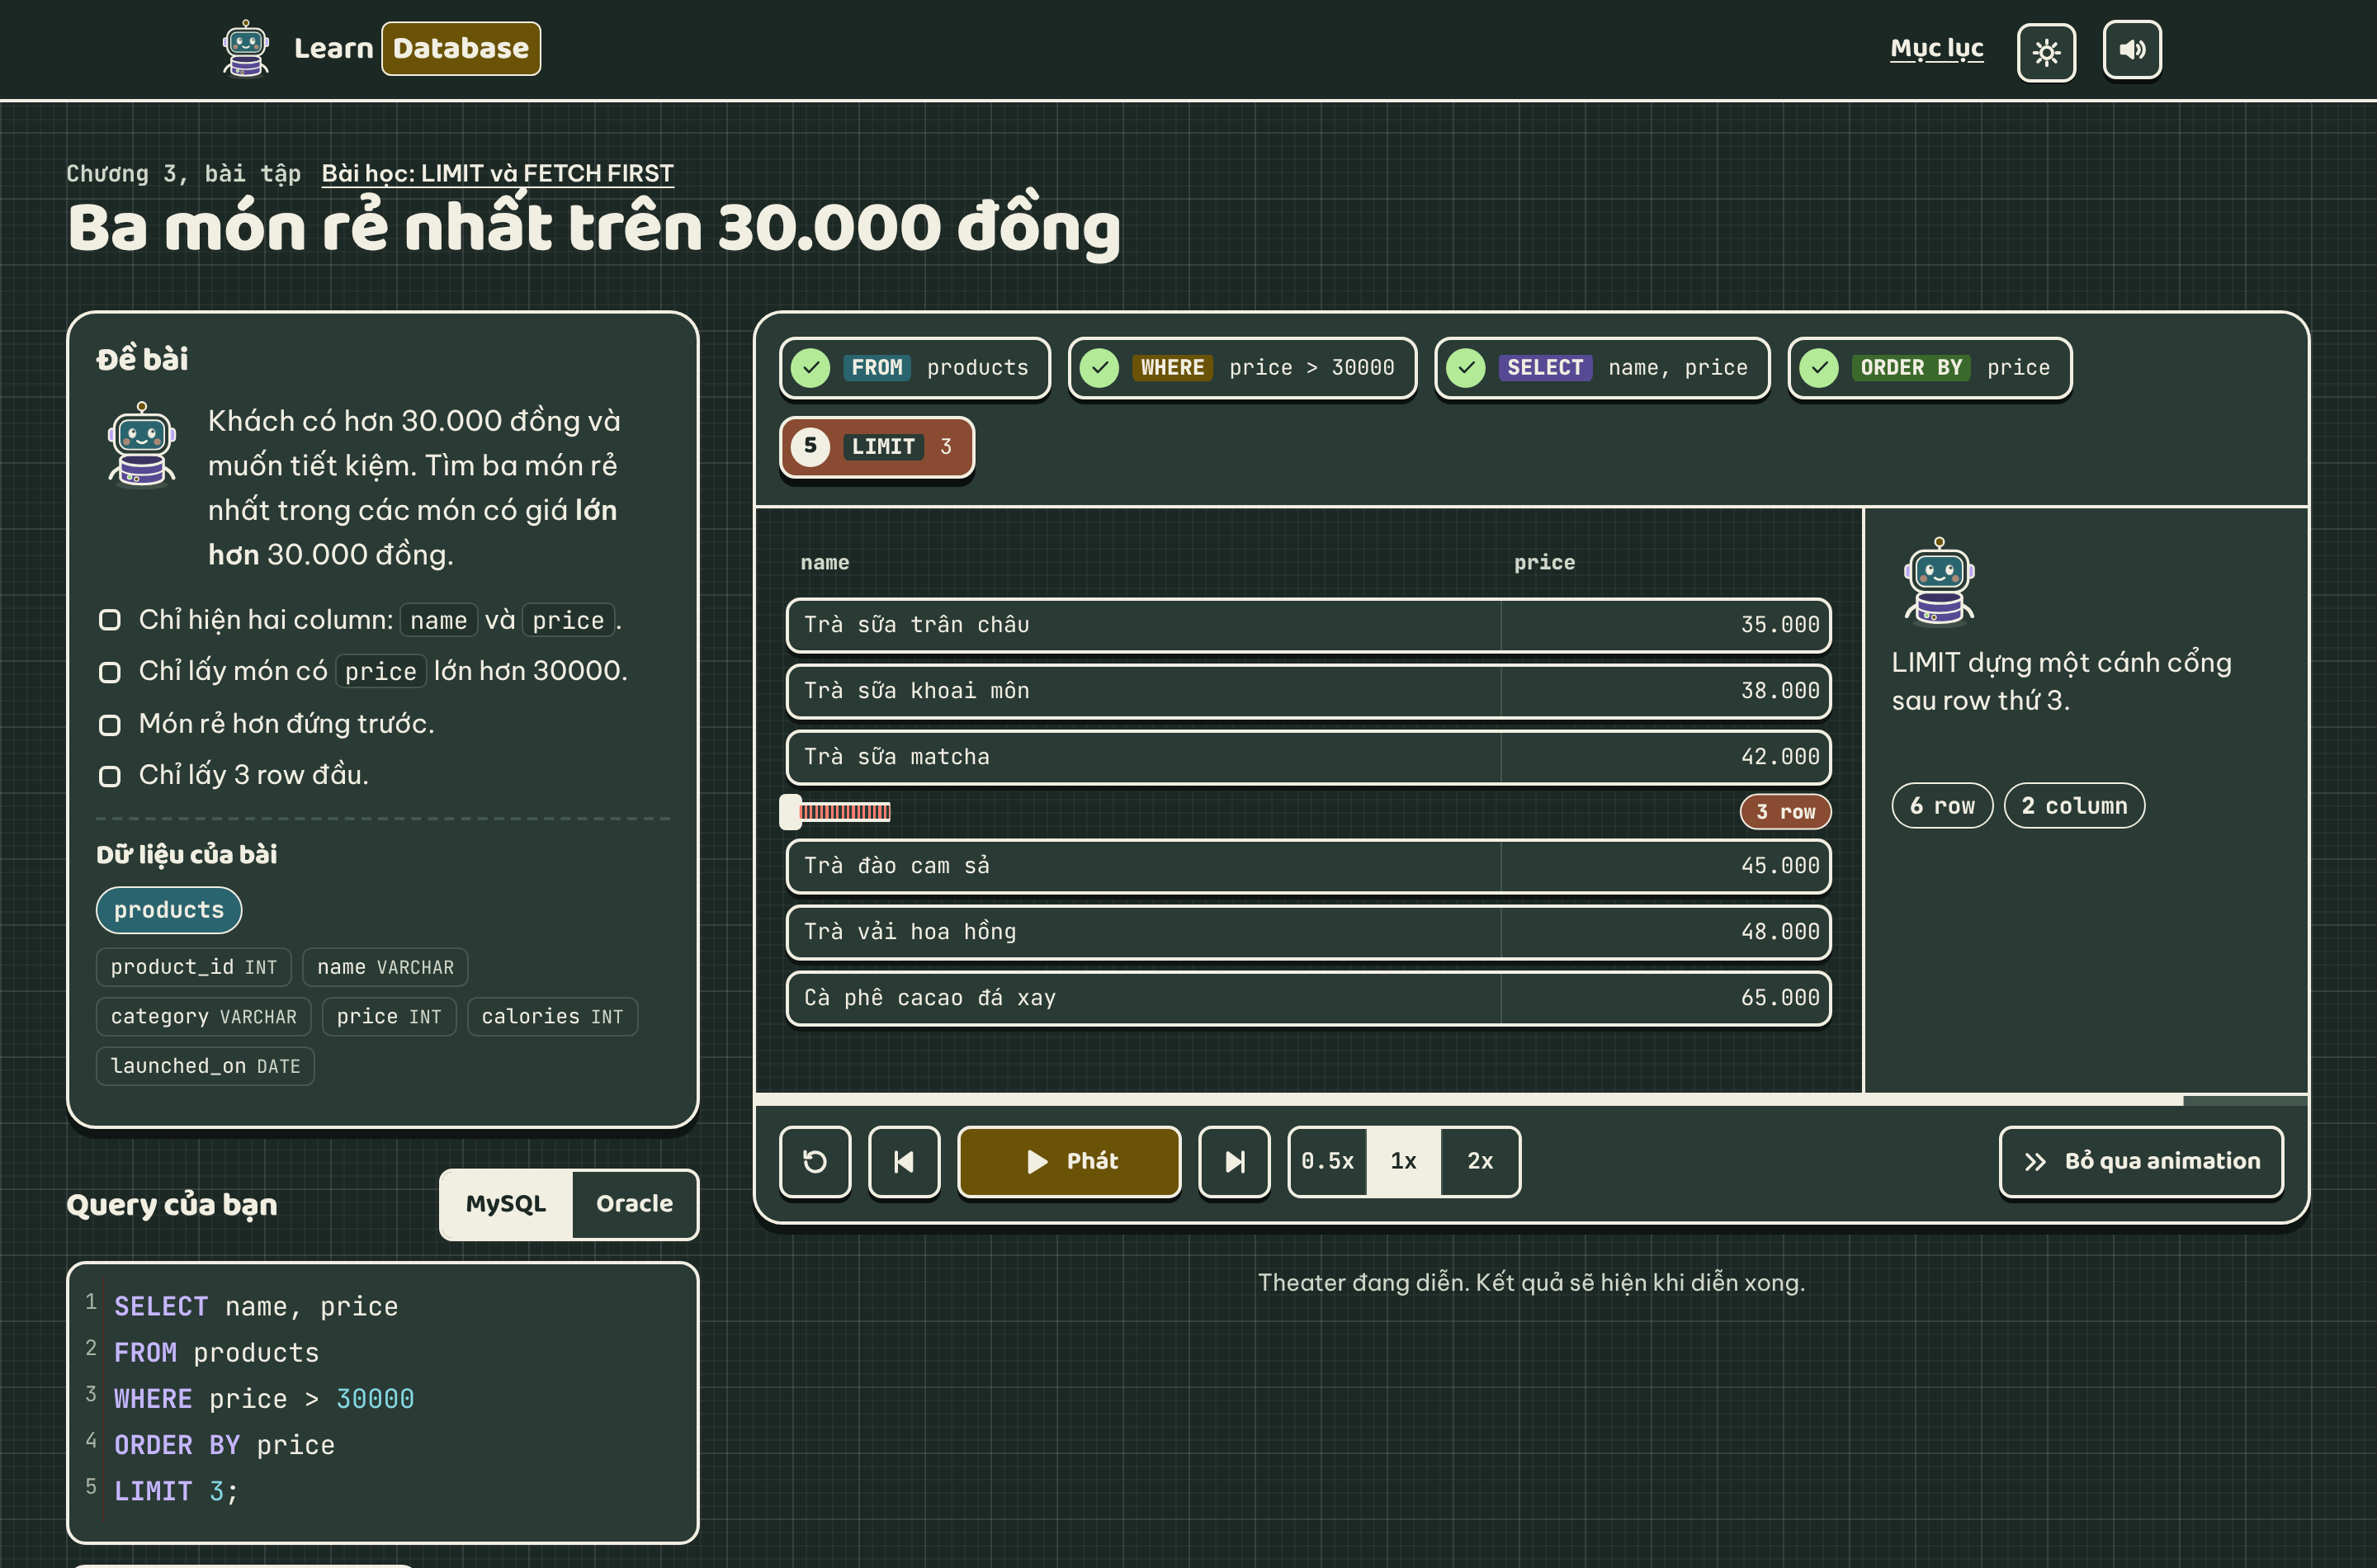 Learn Database
Mục lục
Chương 3, bài tập Bài học: LIMIT và FETCH FIRST
Ba món rẻ nhất trên 30.000 đồng
Đề bài
Khách có hơn 30.000 đồng và
muốn tiết kiệm. Tìm ba món rẻ
nhất trong các món có giá lớn
hơn 30.000 đồng.
Chỉ hiện hai column: name và price.
Chỉ lấy món có price lớn hơn 30000.
Món rẻ hơn đứng trước.
Chỉ lấy 3 row đầu.
Dữ liệu của bài
products
product_id INT name VARCHAR
category VARCHAR price INT calories INT
launched_on DATE
Query của bạn
MySQL Oracle
1 SELECT name, price
2 FROM products
3 WHERE price > 30000
4 ORDER BY price
5 LIMIT 3;
FROM products WHERE price > 30000 SELECT name, price ORDER BY price
5 LIMIT 3
name price
Trà sữa trân châu 35.000
Trà sữa khoai môn 38.000
Trà sữa matcha 42.000
3 row
Trà đào cam sả 45.000
Trà vải hoa hồng 48.000
Cà phê cacao đá xay 65.000
LIMIT dựng một cánh cổng
sau row thứ 3.
6 row 2 column
Phát 0.5x 1x 2x Bỏ qua animation
Theater đang diễn. Kết quả sẽ hiện khi diễn xong.